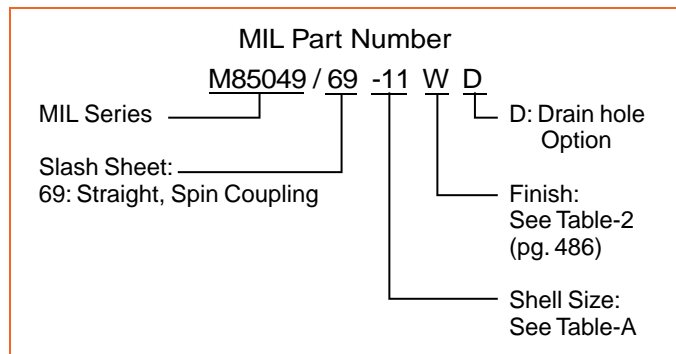 MIL Part Number
M85049 / 69 -11 W D
MIL Series
D: Drain hole
Option
Slash Sheet:
69: Straight, Spin Coupling
Finish:
See Table-2
(pg. 486)
Shell Size:
See Table-A